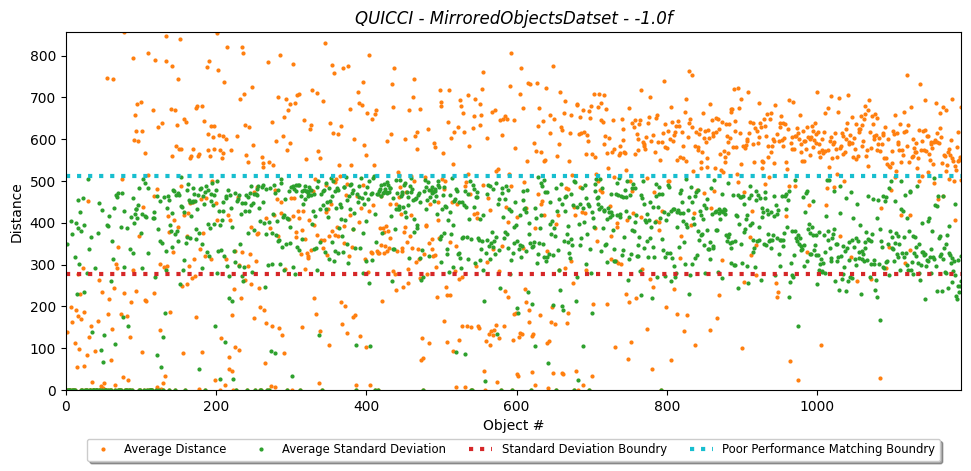 QUICCI - MirroredObjectsDatset - -1.0f
Distance
800
700
600
500
400
300
200
100
0
0 200 400 600 800 1000
Object #
Average Distance Average Standard Deviation Standard Deviation Boundry Poor Performance Matching Boundry